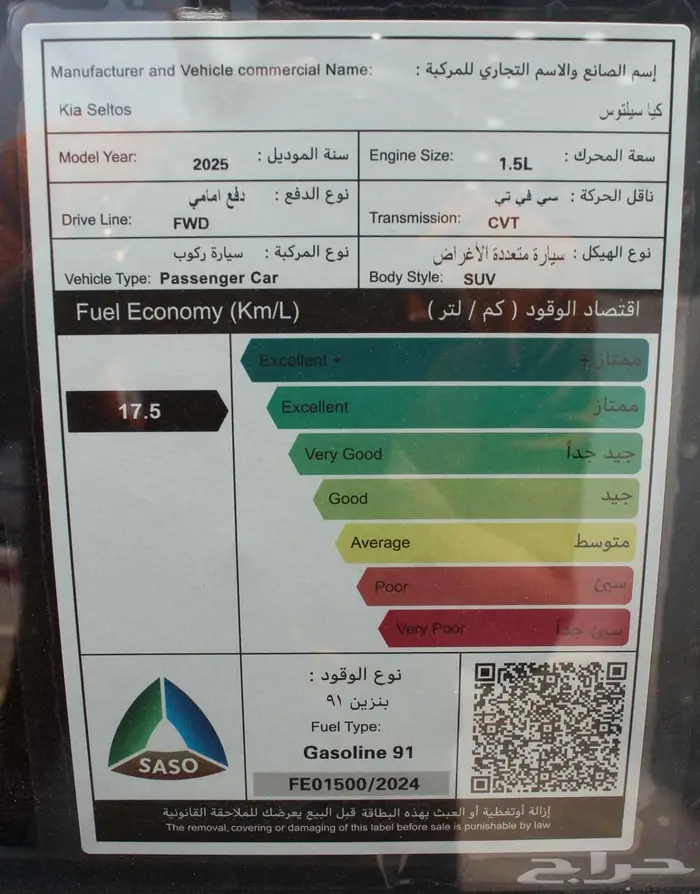 Manufacturer and Vehicle commercial Name: إسم الصانع والاسم التجاري للمركبة :
Kia Seltos كيا سيلتوس
Model Year: 2025 سنة الموديل :
Engine Size: 1.5L سعة المحرك :
نوع الدفع : دفع امامي
Drive Line: FWD
ناقل الحركة : سي في تي
Transmission: CVT
نوع المركبة : سيارة ركوب
Vehicle Type: Passenger Car
نوع الهيكل : سيارة متعددة الأغراض
Body Style: SUV
Fuel Economy (Km/L) اقتصاد الوقود ( كم / لتر )
Excellent + ممتاز+
17.5
Excellent ممتاز
Very Good جيد جداً
Good جيد
Average متوسط
Poor سيئ
Very Poor سيئ جداً
نوع الوقود :
بنزين ٩١
Fuel Type:
Gasoline 91
FE01500/2024
SASO
إزالة أوتغطية أو العبث بهذه البطاقة قبل البيع يعرضك للملاحقة القانونية
The removal, covering or damaging of this label before sale is punishable by law
حراج